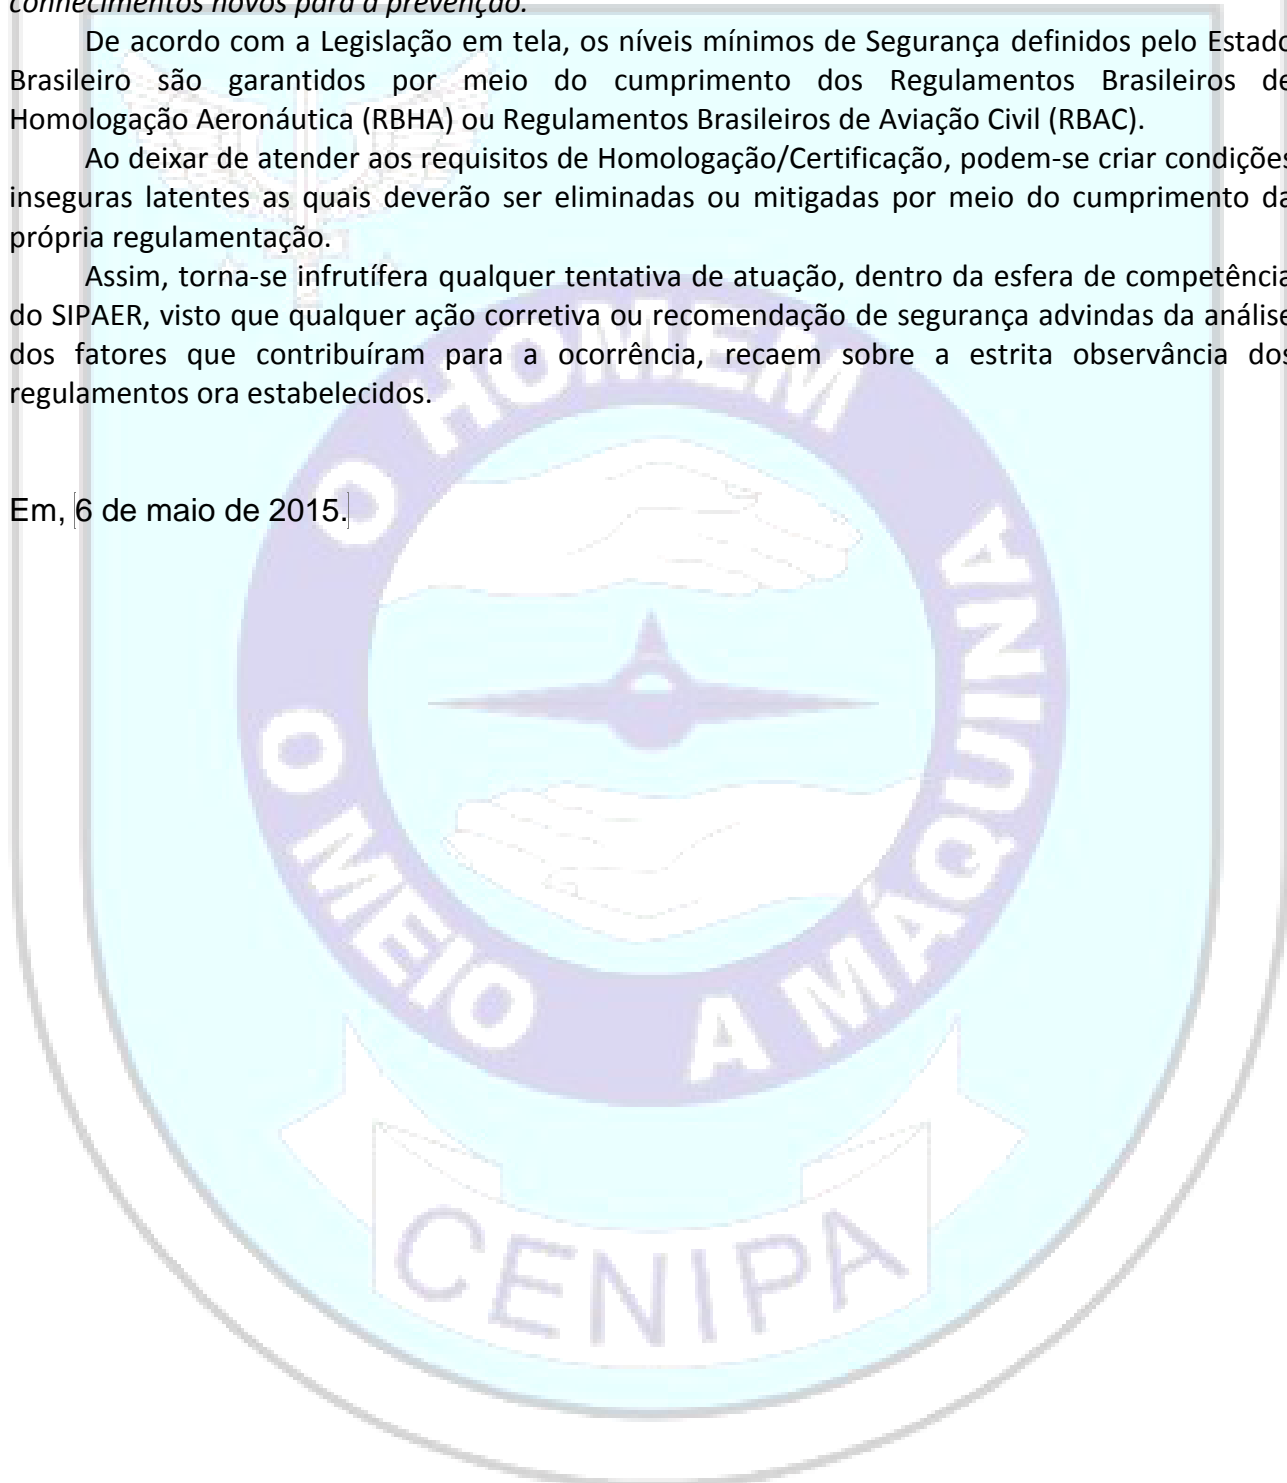 conhecimentos novos para a prevenção.
De acordo com a Legislação em tela, os níveis mínimos de Segurança definidos pelo Estado
Brasileiro são garantidos por meio do cumprimento dos Regulamentos Brasileiros de
Homologação Aeronáutica (RBHA) ou Regulamentos Brasileiros de Aviação Civil (RBAC).
Ao deixar de atender aos requisitos de Homologação/Certificação, podem-se criar condições
inseguras latentes as quais deverão ser eliminadas ou mitigadas por meio do cumprimento da
própria regulamentação.
Assim, torna-se infrutífera qualquer tentativa de atuação, dentro da esfera de competência
do SIPAER, visto que qualquer ação corretiva ou recomendação de segurança advindas da análise
dos fatores que contribuíram para a ocorrência, recaem sobre a estrita observância dos
regulamentos ora estabelecidos.
Em, 6 de maio de 2015.
O HOMEM
A MÁQUINA
O MEIO
CENIPA